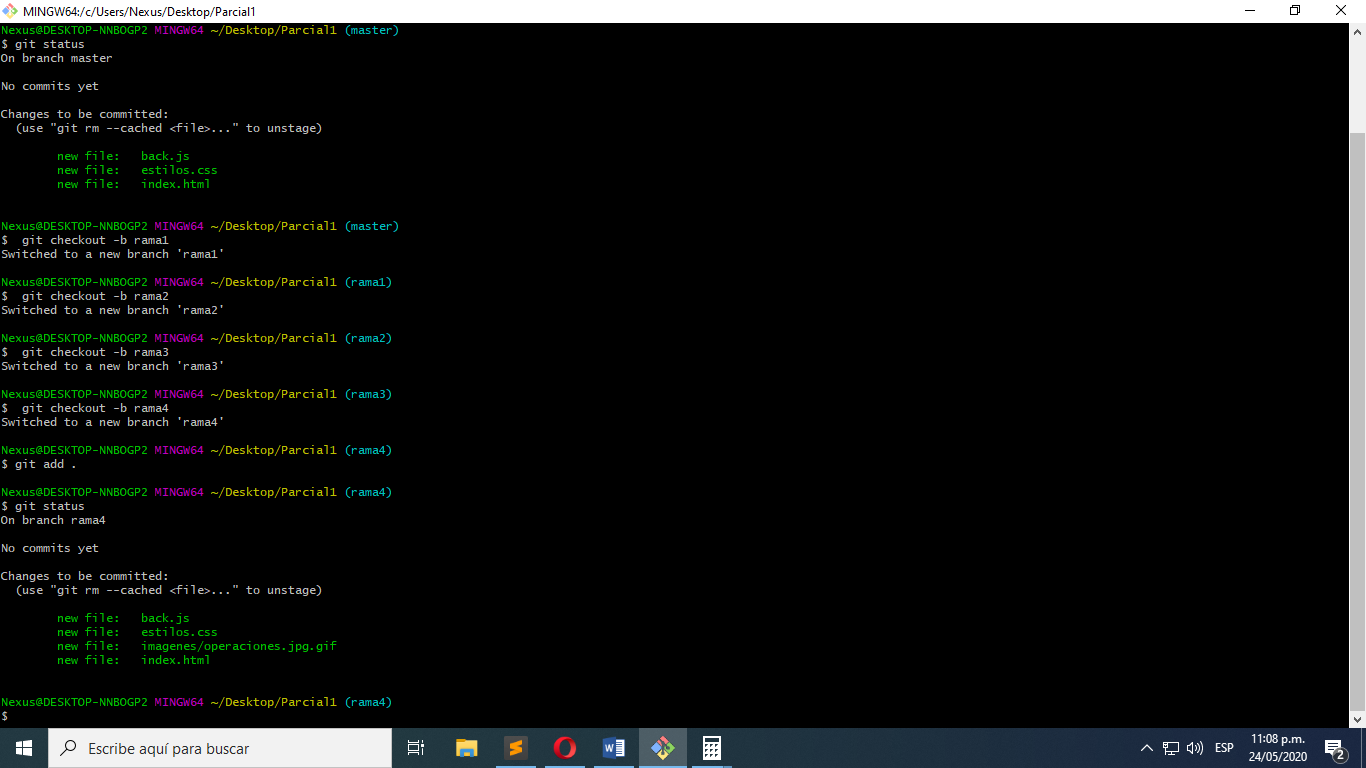 MINGW64:/c/Users/Nexus/Desktop/Parcial1
Nexus@DESKTOP-NNBOGP2 MINGW64 ~/Desktop/Parcial1 (master)
$ git status
On branch master
No commits yet
Changes to be committed:
(use "git rm --cached <file>..." to unstage)
new file: back.js
new file: estilos.css
new file: index.html
Nexus@DESKTOP-NNBOGP2 MINGW64 ~/Desktop/Parcial1 (master)
$ git checkout -b rama1
Switched to a new branch 'rama1'
Nexus@DESKTOP-NNBOGP2 MINGW64 ~/Desktop/Parcial1 (rama1)
$ git checkout -b rama2
Switched to a new branch 'rama2'
Nexus@DESKTOP-NNBOGP2 MINGW64 ~/Desktop/Parcial1 (rama2)
$ git checkout -b rama3
Switched to a new branch 'rama3'
Nexus@DESKTOP-NNBOGP2 MINGW64 ~/Desktop/Parcial1 (rama3)
$ git checkout -b rama4
Switched to a new branch 'rama4'
Nexus@DESKTOP-NNBOGP2 MINGW64 ~/Desktop/Parcial1 (rama4)
$ git add .
Nexus@DESKTOP-NNBOGP2 MINGW64 ~/Desktop/Parcial1 (rama4)
$ git status
On branch rama4
No commits yet
Changes to be committed:
(use "git rm --cached <file>..." to unstage)
new file: back.js
new file: estilos.css
new file: imagenes/operaciones.jpg.gif
new file: index.html
Nexus@DESKTOP-NNBOGP2 MINGW64 ~/Desktop/Parcial1 (rama4)
$
Escribe aquí para buscar
W
ESP
11:08 p.m.
24/05/2020
2